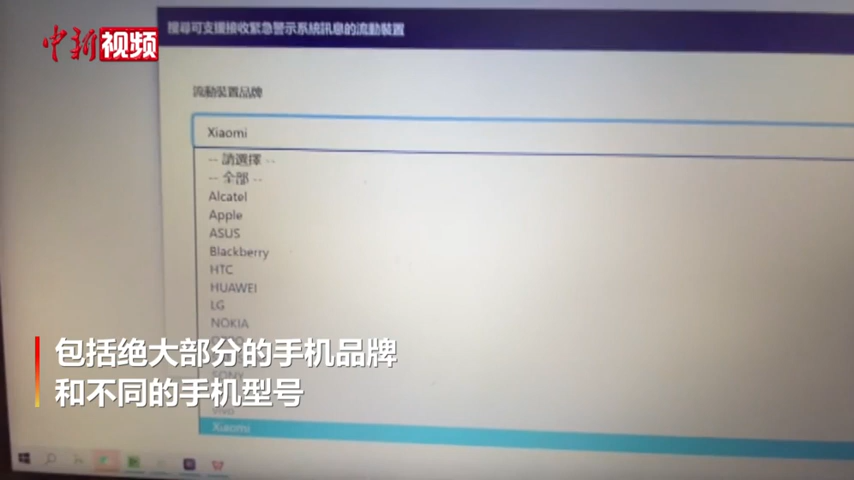 中新视频
搜尋可支援接收緊急警示系統訊息的流動裝置
流動裝置品牌
Xiaomi
-- 請選擇 --
-- 全部 --
Alcatel
Apple
ASUS
Blackberry
HTC
HUAWEI
LG
NOKIA
包括绝大部分的手机品牌
SONY
和不同的手机型号
vivo
Xiaomi